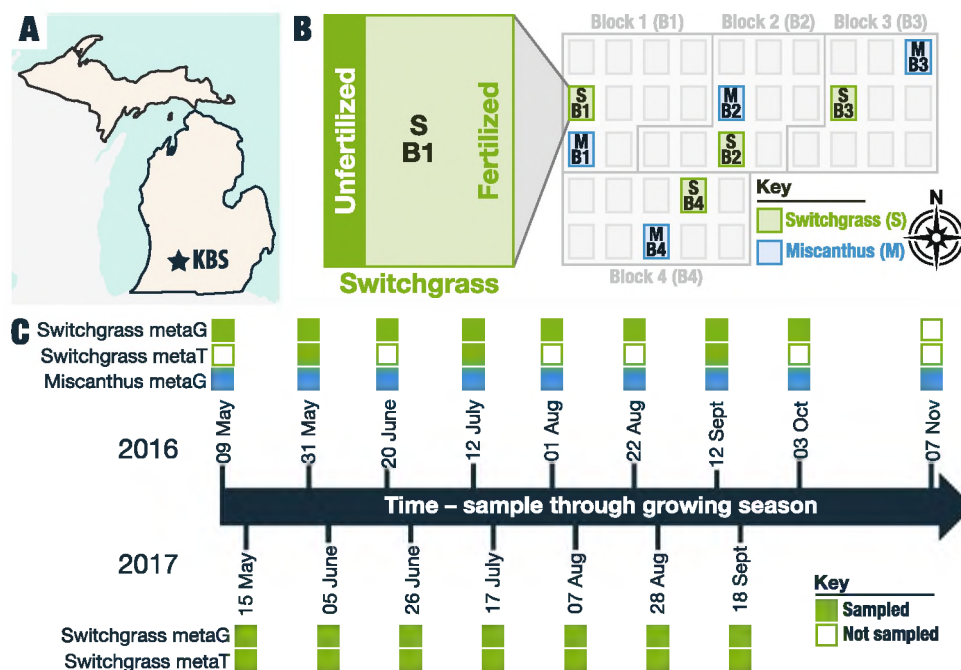 A
KBS
B
Unfertilized
S
B1
Fertilized
Switchgrass
Block 1 (B1)
Block 2 (B2)
Block 3 (B3)
M
B3
S
B1
M
B2
S
B3
M
B1
S
B2
S
B4
M
B4
Block 4 (B4)
Key
Switchgrass (S)
Miscanthus (M)
N
C
Switchgrass metaG
Switchgrass metaT
Miscanthus metaG
2016
09 May
31 May
20 June
12 July
01 Aug
22 Aug
12 Sept
03 Oct
07 Nov
Time – sample through growing season
2017
15 May
05 June
26 June
17 July
07 Aug
28 Aug
18 Sept
Switchgrass metaG
Switchgrass metaT
Key
Sampled
Not sampled